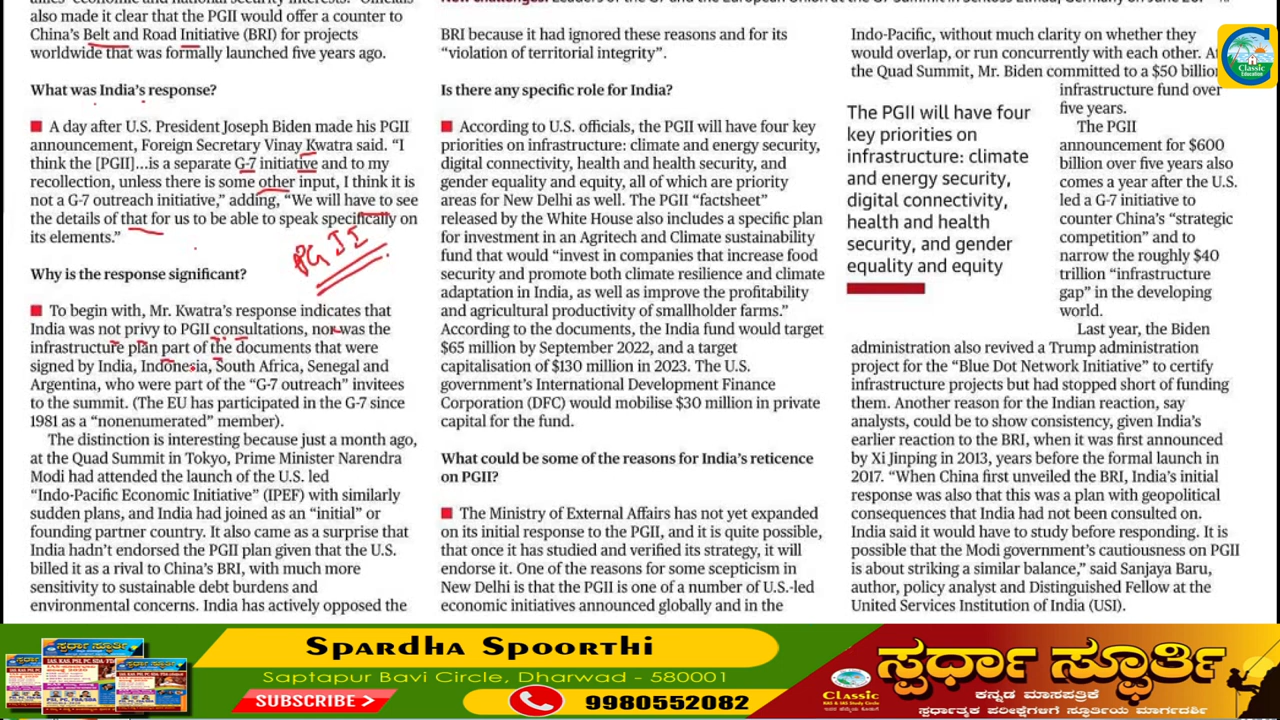 also made it clear that the PGII would offer a counter to
China's Belt and Road Initiative (BRI) for projects
worldwide that was formally launched five years ago.
What was India's response?
■ A day after U.S. President Joseph Biden made his PGII
announcement, Foreign Secretary Vinay Kwatra said. "I
think the [PGII]...is a separate G-7 initiative and to my
recollection, unless there is some other input, I think it is
not a G-7 outreach initiative," adding, "We will have to see
the details of that for us to be able to speak specifically on
its elements."
PGII
Why is the response significant?
■ To begin with, Mr. Kwatra's response indicates that
India was not privy to PGII consultations, nor was the
infrastructure plan part of the documents that were
signed by India, Indonesia, South Africa, Senegal and
Argentina, who were part of the "G-7 outreach" invitees
to the summit. (The EU has participated in the G-7 since
1981 as a "nonenumerated" member).
The distinction is interesting because just a month ago,
at the Quad Summit in Tokyo, Prime Minister Narendra
Modi had attended the launch of the U.S. led
"Indo-Pacific Economic Initiative" (IPEF) with similarly
sudden plans, and India had joined as an "initial" or
founding partner country. It also came as a surprise that
India hadn't endorsed the PGII plan given that the U.S.
billed it as a rival to China's BRI, with much more
sensitivity to sustainable debt burdens and
environmental concerns. India has actively opposed the
BRI because it had ignored these reasons and for its
"violation of territorial integrity".
Is there any specific role for India?
■ According to U.S. officials, the PGII will have four key
priorities on infrastructure: climate and energy security,
digital connectivity, health and health security, and
gender equality and equity, all of which are priority
areas for New Delhi as well. The PGII "factsheet"
released by the White House also includes a specific plan
for investment in an Agritech and Climate sustainability
fund that would "invest in companies that increase food
security and promote both climate resilience and climate
adaptation in India, as well as improve the profitability
and agricultural productivity of smallholder farms."
According to the documents, the India fund would target
$65 million by September 2022, and a target
capitalisation of $130 million in 2023. The U.S.
government's International Development Finance
Corporation (DFC) would mobilise $30 million in private
capital for the fund.
What could be some of the reasons for India's reticence
on PGII?
■ The Ministry of External Affairs has not yet expanded
on its initial response to the PGII, and it is quite possible,
that once it has studied and verified its strategy, it will
endorse it. One of the reasons for some scepticism in
New Delhi is that the PGII is one of a number of U.S.-led
economic initiatives announced globally and in the
Indo-Pacific, without much clarity on whether they
would overlap, or run concurrently with each other.
the Quad Summit, Mr. Biden committed to a $50 billion
infrastructure fund over
five years.
The PGII
announcement for $600
billion over five years also
comes a year after the U.S.
led a G-7 initiative to
counter China's "strategic
competition" and to
narrow the roughly $40
trillion "infrastructure
gap" in the developing
world.
The PGII will have four
key priorities on
infrastructure: climate
and energy security,
digital connectivity,
health and health
security, and gender
equality and equity
Last year, the Biden
administration also revived a Trump administration
project for the "Blue Dot Network Initiative" to certify
infrastructure projects but had stopped short of funding
them. Another reason for the Indian reaction, say
analysts, could be to show consistency, given India's
earlier reaction to the BRI, when it was first announced
by Xi Jinping in 2013, years before the formal launch in
2017. "When China first unveiled the BRI, India's initial
response was also that this was a plan with geopolitical
consequences that India had not been consulted on.
India said it would have to study before responding. It is
possible that the Modi government's cautiousness on PGII
is about striking a similar balance," said Sanjaya Baru,
author, policy analyst and Distinguished Fellow at the
United Services Institution of India (USI).
Classic
Education
Spardha Spoorthi
Saptapur Bavi Circle, Dharwad - 580001
SUBSCRIBE >
9980552082
ಸ್ಪರ್ಧಾ ಸ್ಫೂರ್ತಿ
ಕನ್ನಡ ಮಾಸಪತ್ರಿಕೆ
ಸ್ಪರ್ಧಾತ್ಮಕ ಪರೀಕ್ಷೆಗಳಿಗೆ ಸ್ಫೂರ್ತಿಯ ಮಾರ್ಗದರ್ಶಿ
Classic
KAS & IAS Study Circle